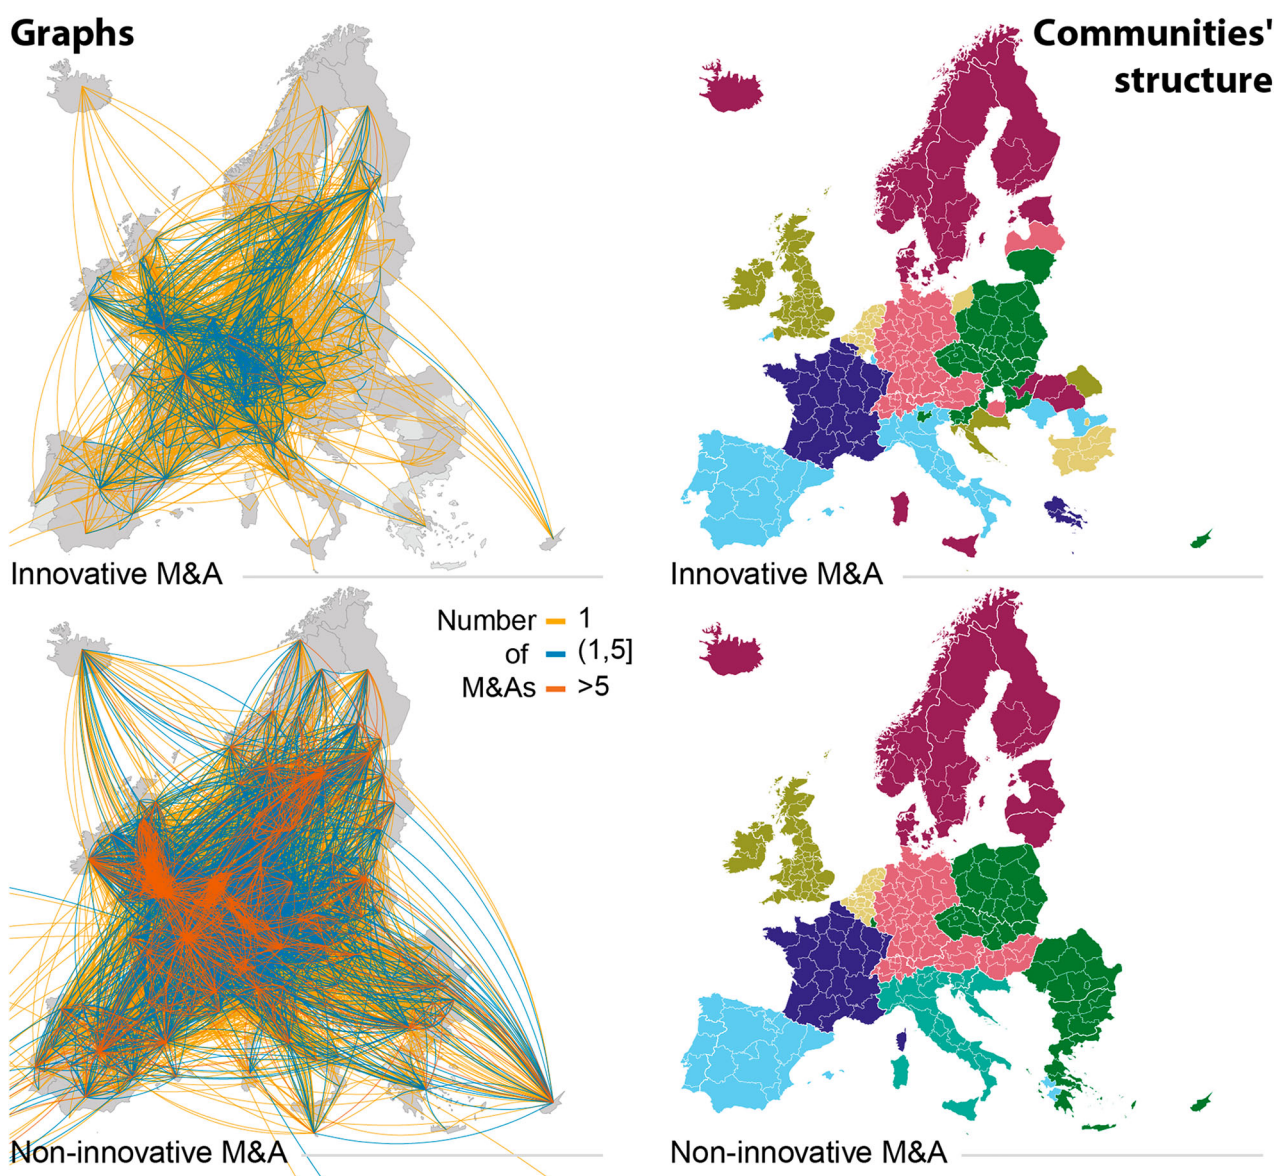 Graphs
Communities'
structure
Innovative M&A
Innovative M&A
Number
of
M&As
1
(1,5]
>5
Non-innovative M&A
Non-innovative M&A